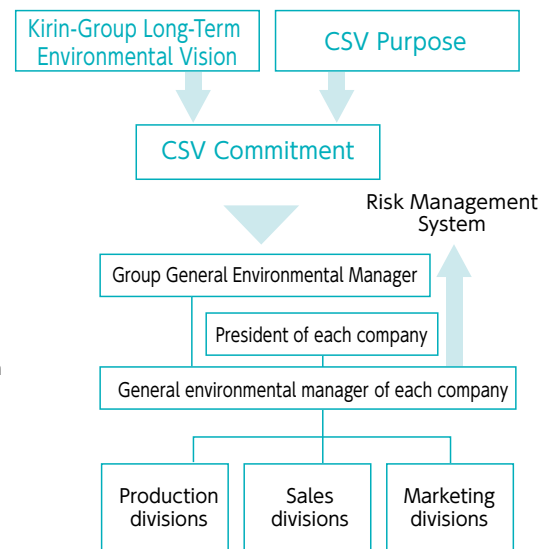 Kirin-Group Long-Term
Environmental Vision
CSV Purpose
CSV Commitment
Risk Management
System
Group General Environmental Manager
President of each company
General environmental manager of each company
Production
divisions
Sales
divisions
Marketing
divisions